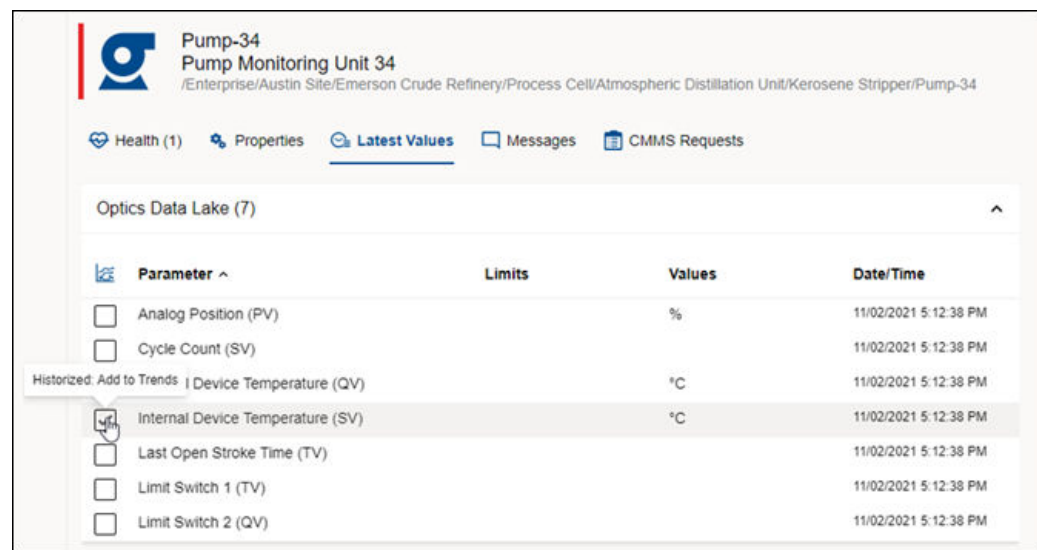 Pump-34
Pump Monitoring Unit 34
/Enterprise/Austin Site/Emerson Crude Refinery/Process Cell/Atmospheric Distillation Unit/Kerosene Stripper/Pump-34
Health (1) Properties Latest Values Messages CMMS Requests
Optics Data Lake (7)
Parameter Limits Values Date/Time
Analog Position (PV) % 11/02/2021 5:12:38 PM
Cycle Count (SV) 11/02/2021 5:12:38 PM
Historized: Add to Trends
Device Temperature (QV) °C 11/02/2021 5:12:38 PM
Internal Device Temperature (SV) °C 11/02/2021 5:12:38 PM
Last Open Stroke Time (TV) 11/02/2021 5:12:38 PM
Limit Switch 1 (TV) 11/02/2021 5:12:38 PM
Limit Switch 2 (QV) 11/02/2021 5:12:38 PM